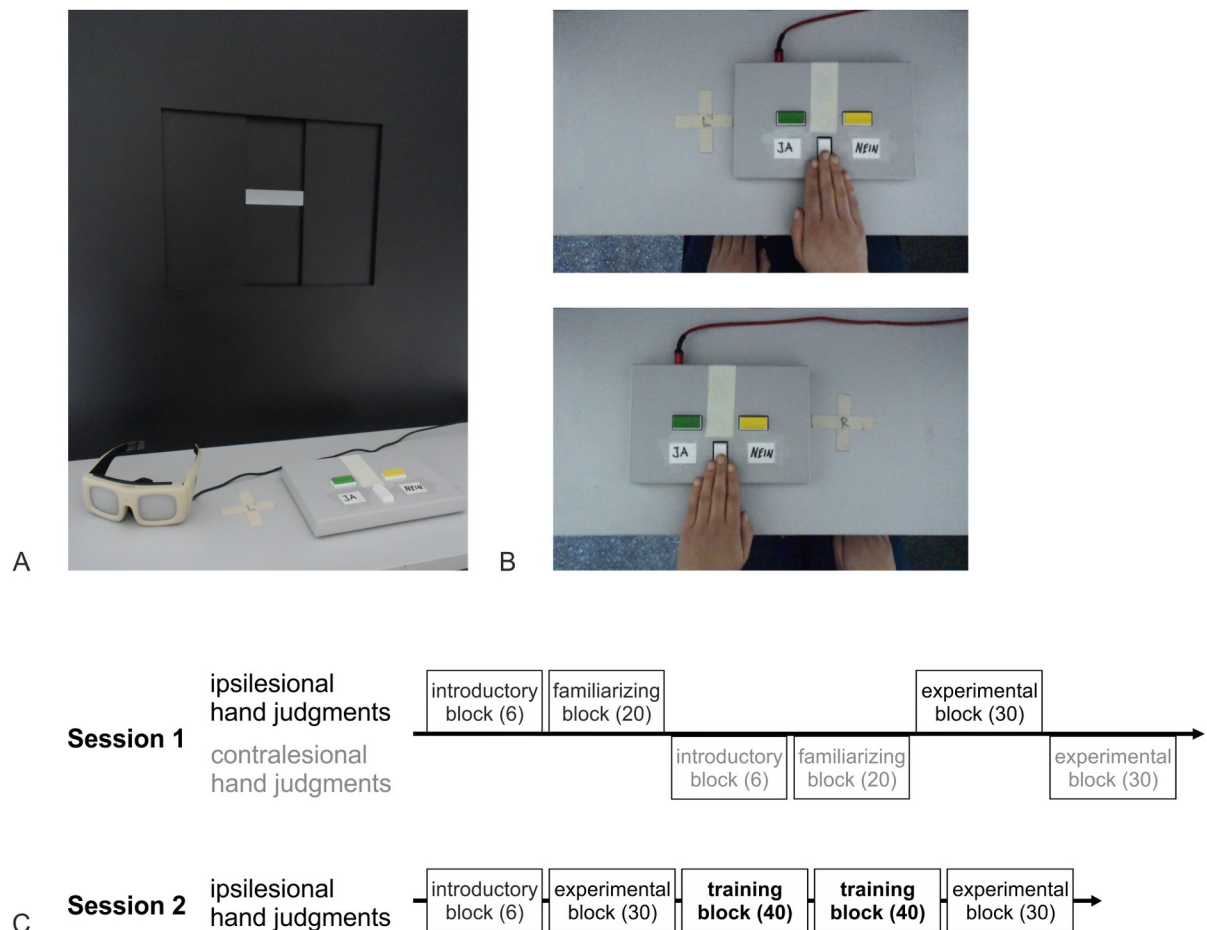 L
JA
NEIN
A
L
JA
NEIN
R
JA
NEIN
B
Session 1
ipsilesional
hand judgments
introductory
block (6)
familiarizing
block (20)
experimental
block (30)
contralesional
hand judgments
introductory
block (6)
familiarizing
block (20)
experimental
block (30)
Session 2
ipsilesional
hand judgments
introductory
block (6)
experimental
block (30)
training
block (40)
training
block (40)
experimental
block (30)
C